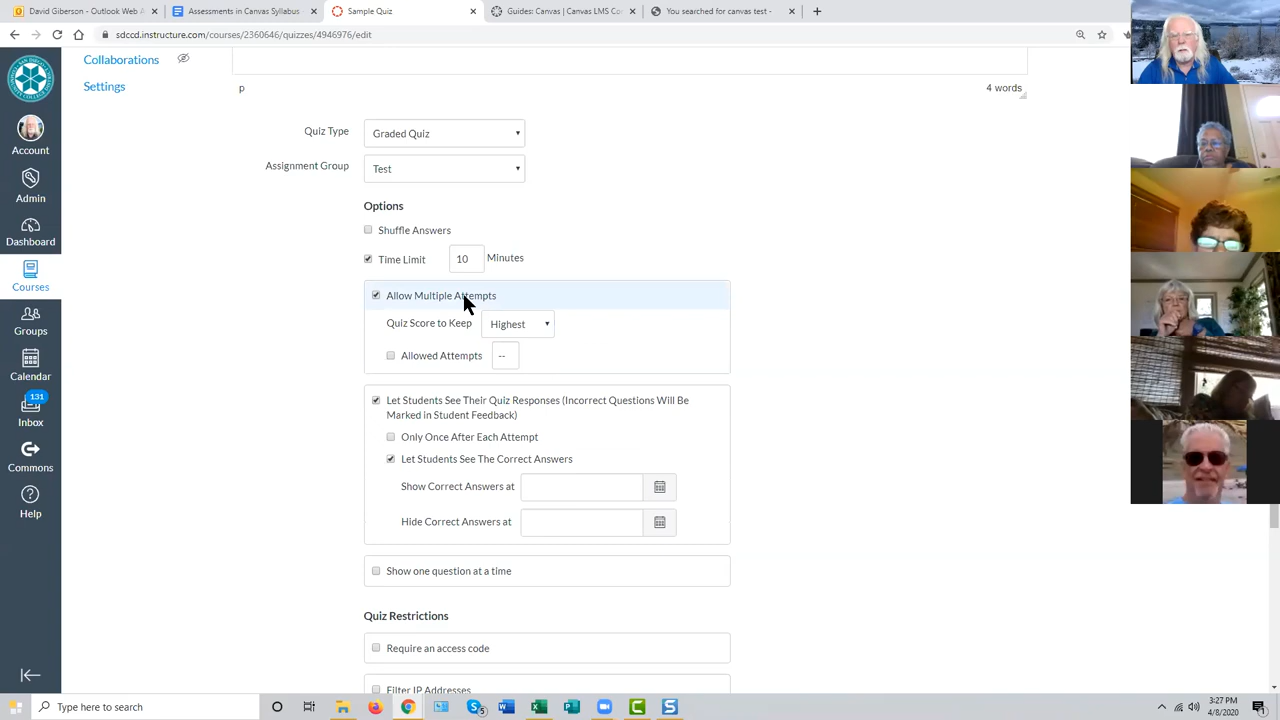 David Giberson - Outlook Web A
Assessments in Canvas Syllabus -
Sample Quiz
Guides: Canvas | Canvas LMS Co
You searched for canvas test -
sdccd.instructure.com/courses/2360646/quizzes/4946976/edit
Collaborations
Settings
Account
Admin
Dashboard
Courses
Groups
Calendar
131
Inbox
Commons
Help
p
4 words
Quiz Type
Graded Quiz
Assignment Group
Test
Options
Shuffle Answers
Time Limit 10 Minutes
Allow Multiple Attempts
Quiz Score to Keep Highest
Allowed Attempts --
Let Students See Their Quiz Responses (Incorrect Questions Will Be
Marked in Student Feedback)
Only Once After Each Attempt
Let Students See The Correct Answers
Show Correct Answers at
Hide Correct Answers at
Show one question at a time
Quiz Restrictions
Require an access code
Filter IP Addresses
Type here to search
5
3:27 PM
4/8/2020
1